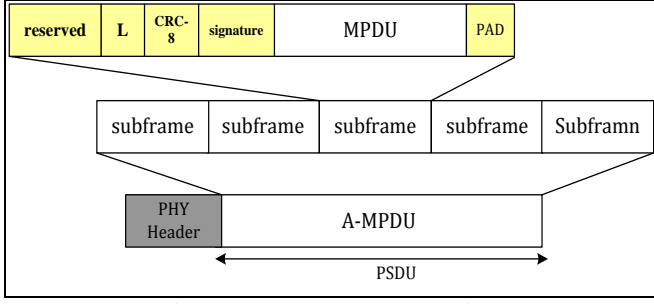 reserved L CRC-8 signature MPDU PAD
subframe subframe subframe subframe Subframn
PHY
Header
A-MPDU
PSDU